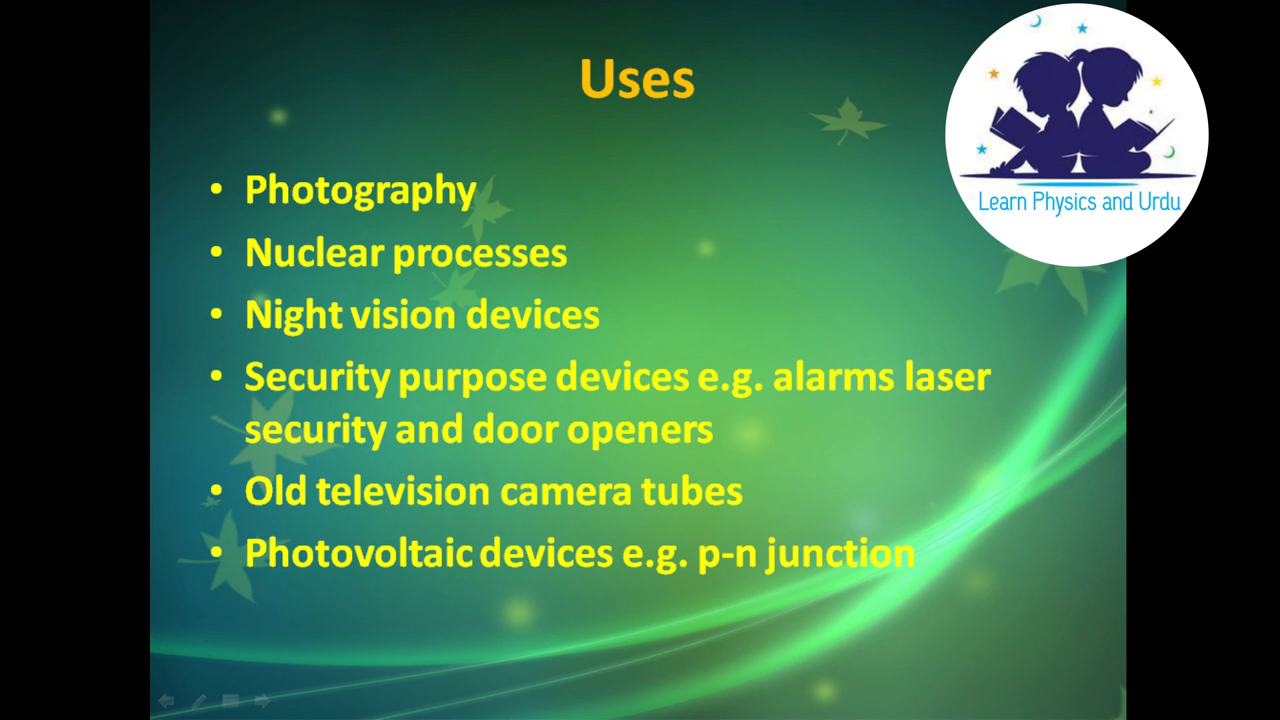 Uses
• Photography
• Nuclear processes
• Night vision devices
• Security purpose devices e.g. alarms laser
security and door openers
• Old television camera tubes
• Photovoltaic devices e.g. p-n junction
Learn Physics and Urdu